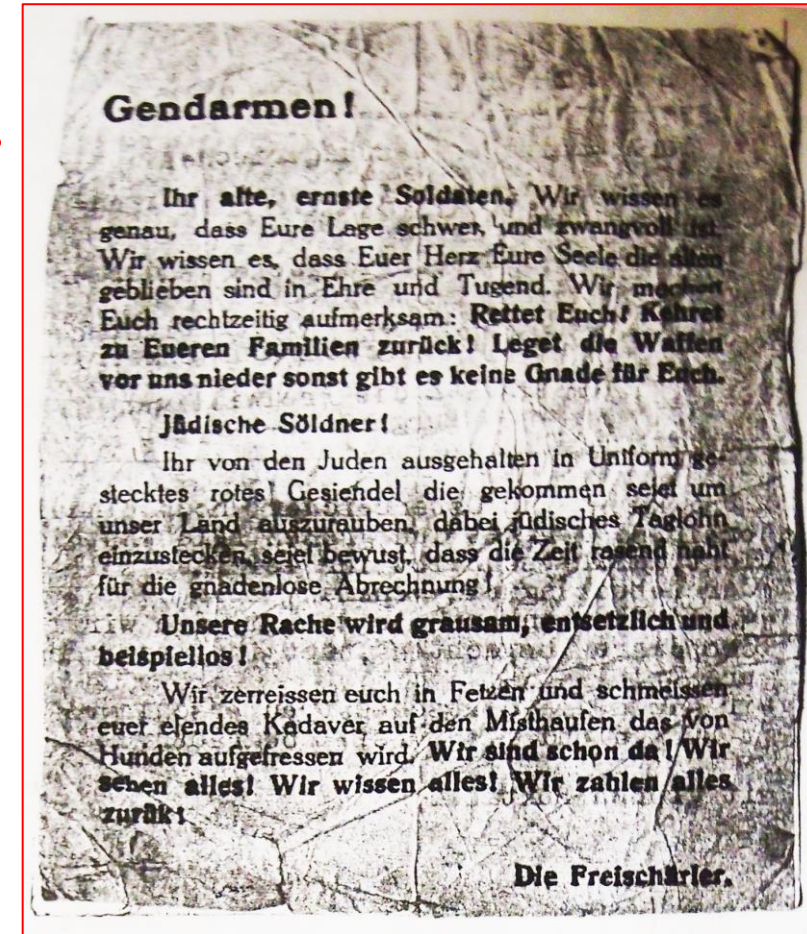 Gendarmen!
Ihr alte, ernste Soldaten. Wir wissen es
genau, dass Eure Lage schwer, und zwangvoll ist.
Wir wissen es, dass Euer Herz Eure Seele die alten
geblieben sind in Ehre und Tugend. Wir machen
Euch rechtzeitig aufmerksam: Rettet Euch! Kehret
zu Eueren Familien zurück! Leget die Waffen
vor uns nieder sonst gibt es keine Gnade für Euch.
Jüdische Söldner!
Ihr von den Juden ausgehalten in Uniform ge-
stecktes rotes Gesiendel die gekommen sejet um
unser Land auszurauben, dabei jüdisches Taglohn
einzustecken, sejet bewust, dass die Zeit rasend naht
für die gnadenlose Abrechnung!
Unsere Rache wird grausam, entsetzlich und
beispiellos!
Wir zerreissen euch in Fetzen und schmeissen
euer elendes Kadaver auf den Misthaufen das von
Hunden aufgefressen wird. Wir sind schon da! Wir
sehen alles! Wir wissen alles! Wir zahlen alles
zurük!
Die Freischärler.